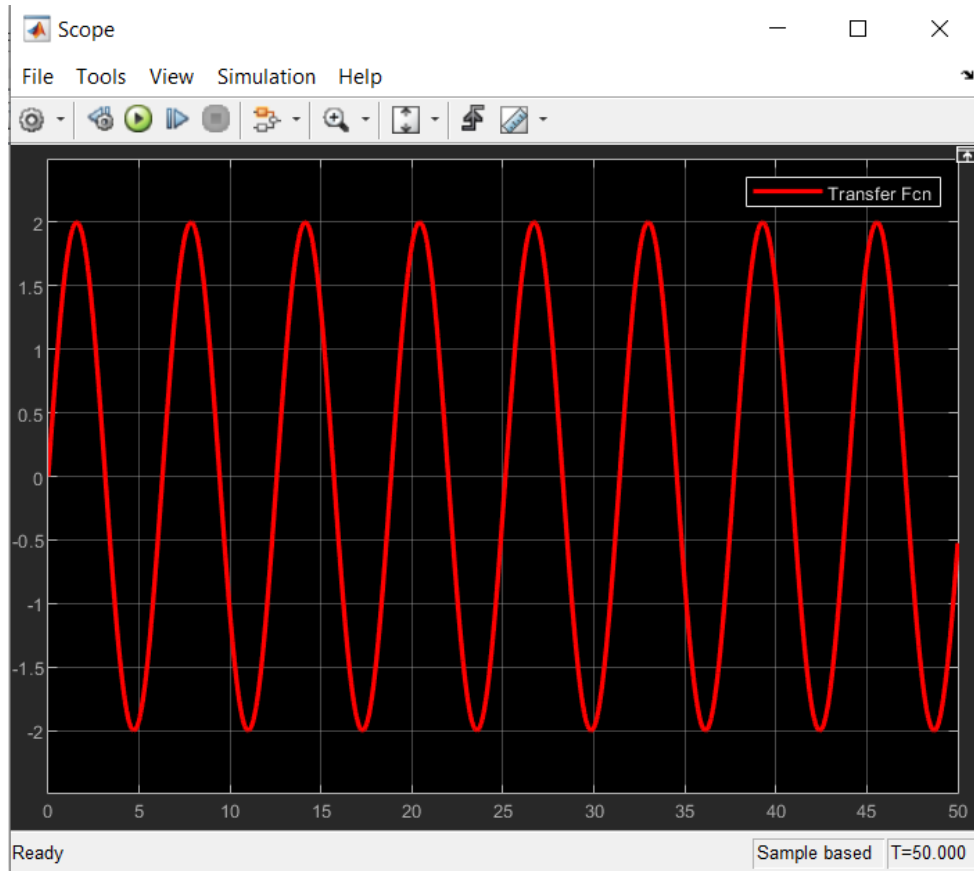 Scope
File Tools View Simulation Help
Transfer Fcn
2
1.5
1
0.5
0
-0.5
-1
-1.5
-2
0 5 10 15 20 25 30 35 40 45 50
Ready Sample based T=50.000